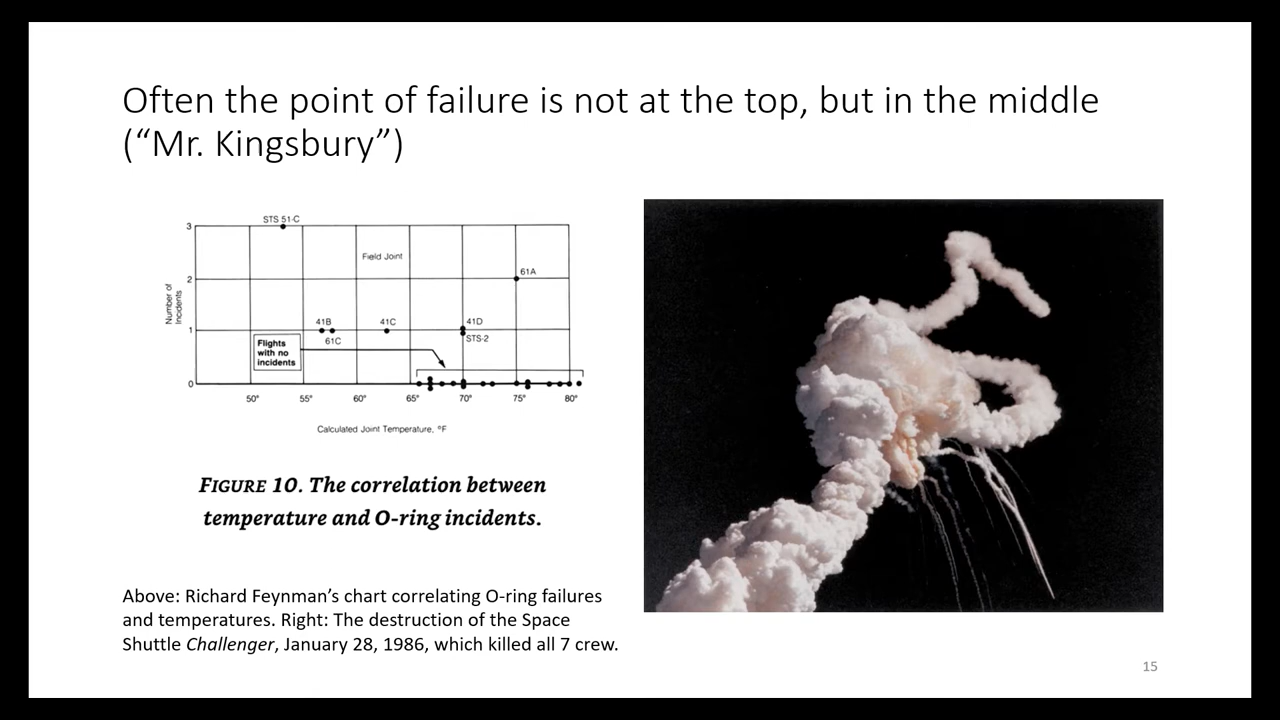 Often the point of failure is not at the top, but in the middle
(“Mr. Kingsbury”)
STS 51-C
3
Field Joint
61A
2
Number of
Incidents
41B
41C
41D
1
61C
STS-2
Flights
with no
incidents
0
50° 55° 60° 65° 70° 75° 80°
Calculated Joint Temperature, °F
FIGURE 10. The correlation between
temperature and O-ring incidents.
Above: Richard Feynman’s chart correlating O-ring failures
and temperatures. Right: The destruction of the Space
Shuttle Challenger, January 28, 1986, which killed all 7 crew.
15